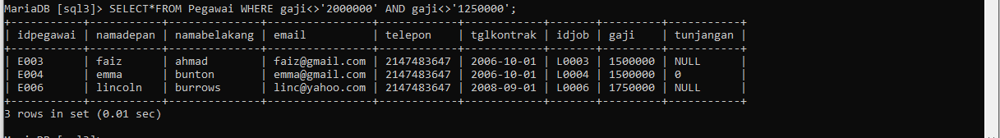 MariaDB [sql3]> SELECT*FROM Pegawai WHERE gaji<>'2000000' AND gaji<>'1250000';
+-----------+-----------+--------------+----------------+------------+------------+-------+---------+-----------+
| idpegawai | namadepan | namabelakang | email          | telepon    | tglkontrak | idjob | gaji    | tunjangan |
+-----------+-----------+--------------+----------------+------------+------------+-------+---------+-----------+
| E003      | faiz      | ahmad        | faiz@gmail.com | 2147483647 | 2006-10-01 | L0003 | 1500000 | NULL      |
| E004      | emma      | bunton       | emma@gmail.com | 2147483647 | 2006-10-01 | L0004 | 1500000 | 0         |
| E006      | lincoln   | burrows      | linc@yahoo.com | 2147483647 | 2008-09-01 | L0006 | 1750000 | NULL      |
+-----------+-----------+--------------+----------------+------------+------------+-------+---------+-----------+
3 rows in set (0.01 sec)
MariaDB [sql3]>